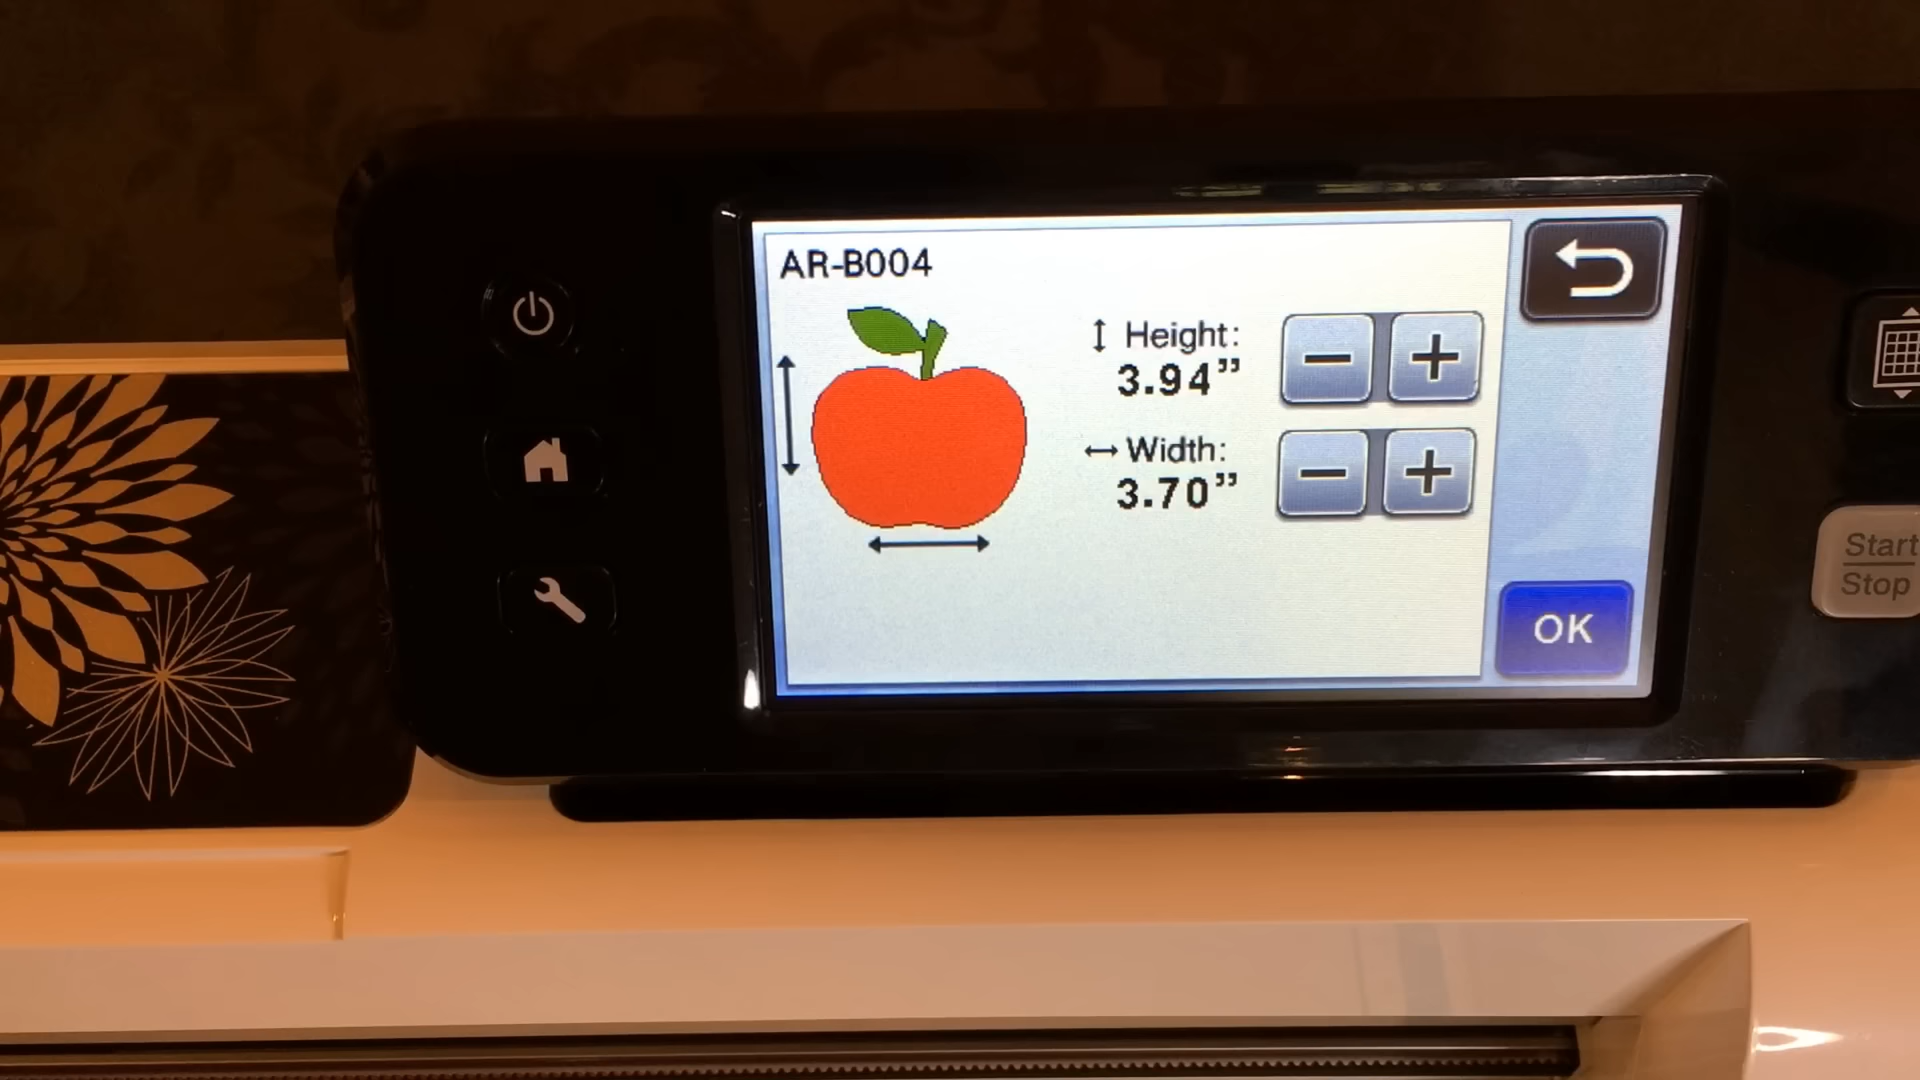 AR-B004
Height:
3.94”
Width:
3.70”
OK
Start
Stop